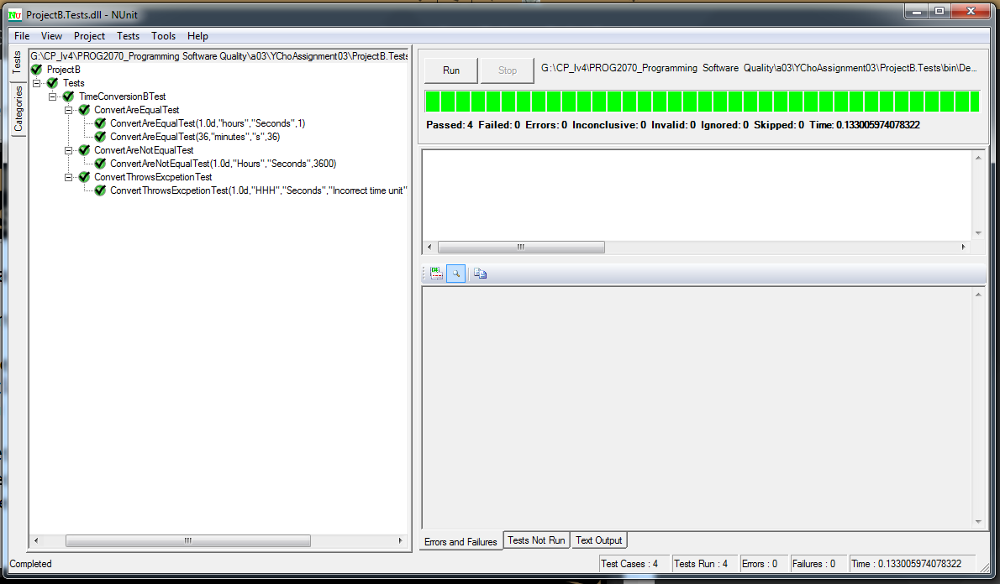 ProjectB.Tests.dll - NUnit
File View Project Tests Tools Help
Tests
Categories
G:\CP_lv4\PROG2070_Programming Software Quality\a03\YChoAssignment03\ProjectB.Tests
ProjectB
Tests
TimeConversionBTest
ConvertAreEqualTest
ConvertAreEqualTest(1.0d,"hours","Seconds",1)
ConvertAreEqualTest(36,"minutes","s",36)
ConvertAreNotEqualTest
ConvertAreNotEqualTest(1.0d,"Hours","Seconds",3600)
ConvertThrowsExcpetionTest
ConvertThrowsExcpetionTest(1.0d,"HHH","Seconds","Incorrect time unit"
Run Stop G:\CP_lv4\PROG2070_Programming Software Quality\a03\YChoAssignment03\ProjectB.Tests\bin\De...
Passed: 4 Failed: 0 Errors: 0 Inconclusive: 0 Invalid: 0 Ignored: 0 Skipped: 0 Time: 0.133005974078322
Errors and Failures Tests Not Run Text Output
Completed Test Cases : 4 Tests Run : 4 Errors : 0 Failures : 0 Time : 0.133005974078322